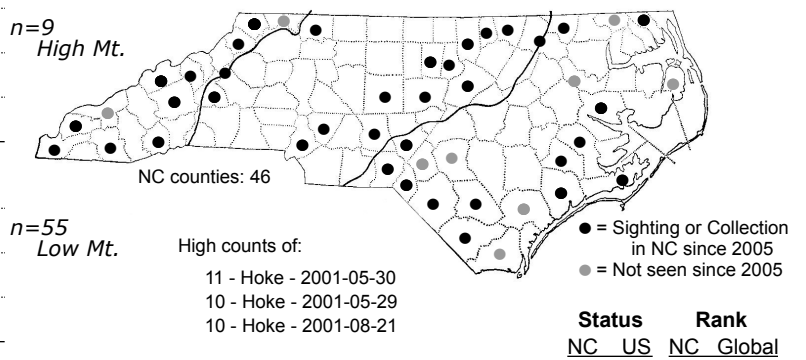 n=9
High Mt.
NC counties: 46
n=55
Low Mt.
High counts of:
11 - Hoke - 2001-05-30
10 - Hoke - 2001-05-29
10 - Hoke - 2001-08-21
= Sighting or Collection
in NC since 2005
= Not seen since 2005
Status Rank
NC US NC Global